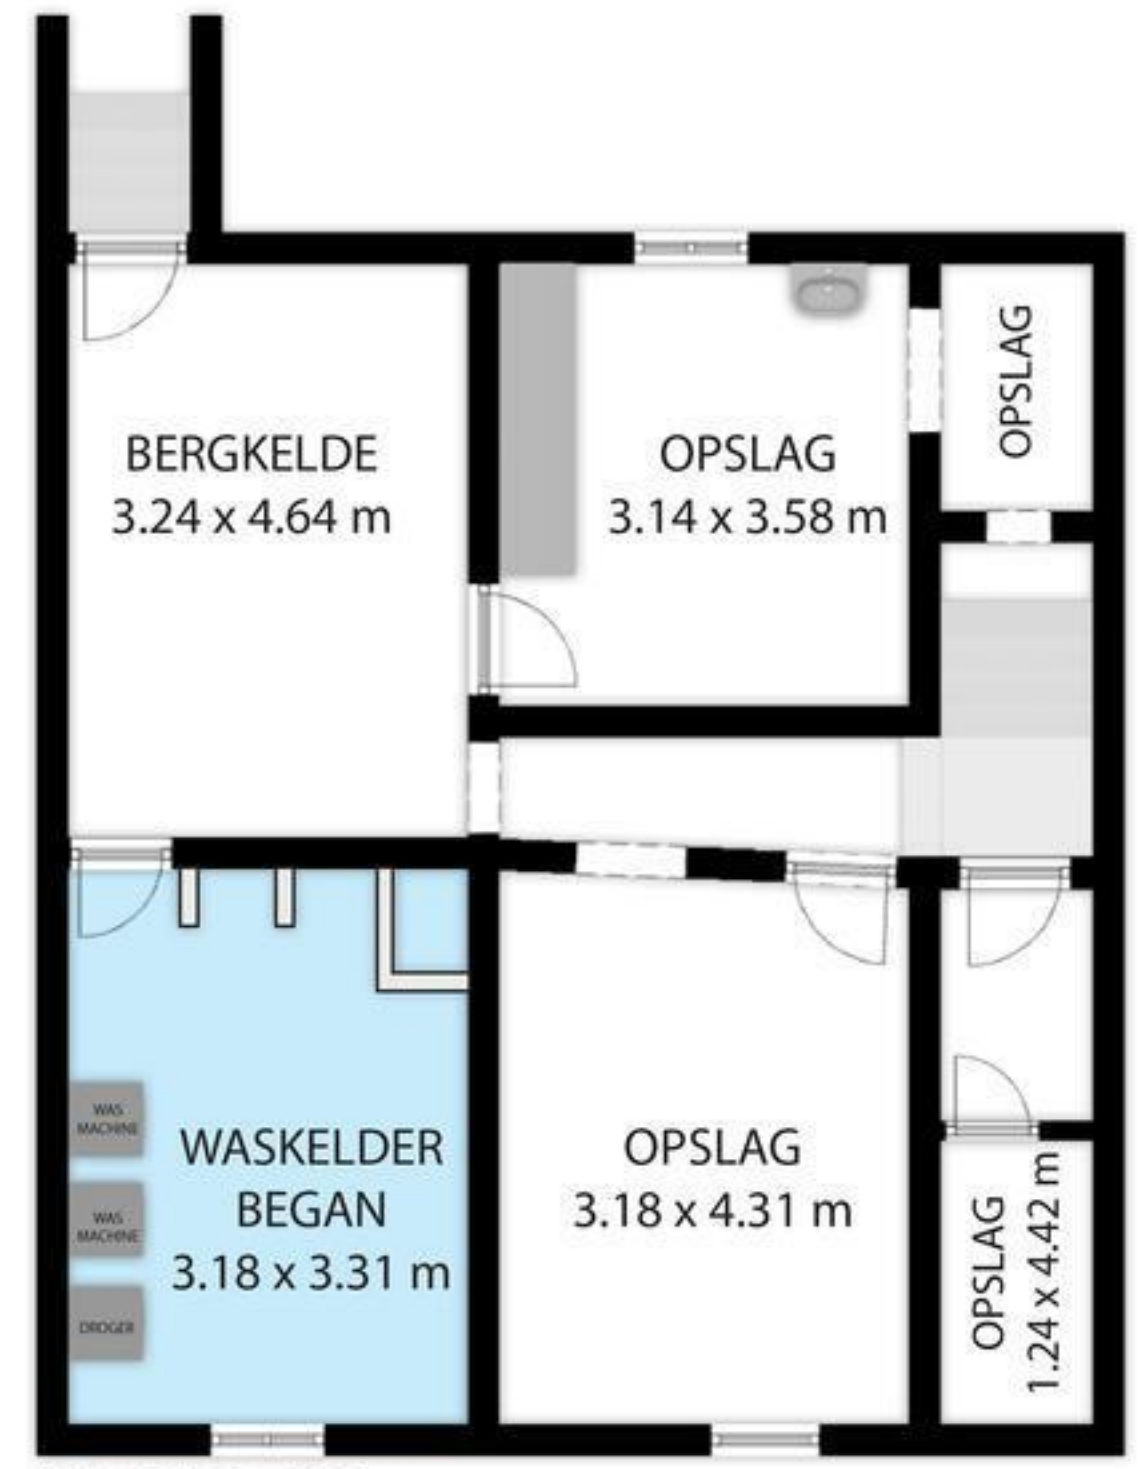 OPSLAG
BERGKELDE
3.24 x 4.64 m
OPSLAG
3.14 x 3.58 m
WAS
MACHINE
WAS
MACHINE
DROGER
WASKELDER
BEGAN
3.18 x 3.31 m
OPSLAG
3.18 x 4.31 m
OPSLAG
1.24 x 4.42 m